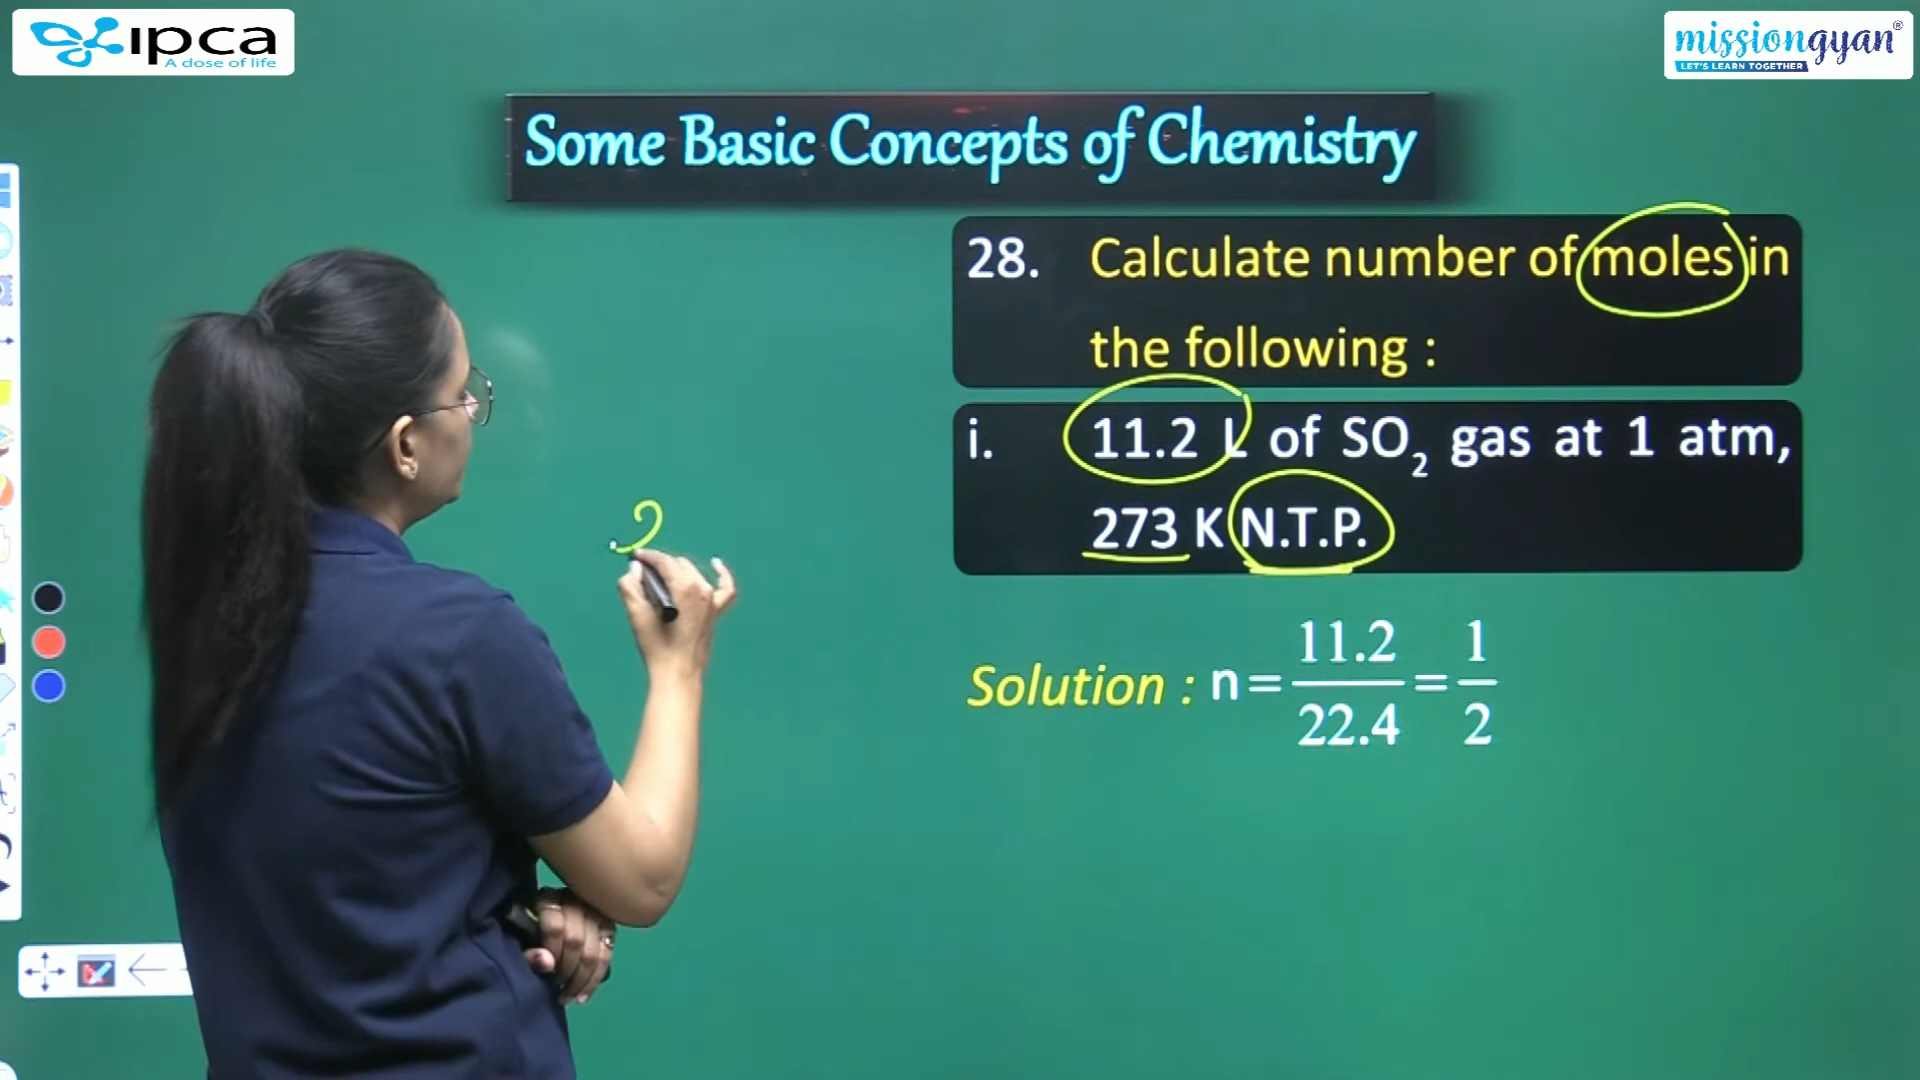 ipca
A dose of life
missiongyan®
LET'S LEARN TOGETHER
Some Basic Concepts of Chemistry
28. Calculate number of moles in
the following :
i. 11.2 L of SO₂ gas at 1 atm,
273 K N.T.P.
Solution : n = 11.2/22.4 = 1/2
2